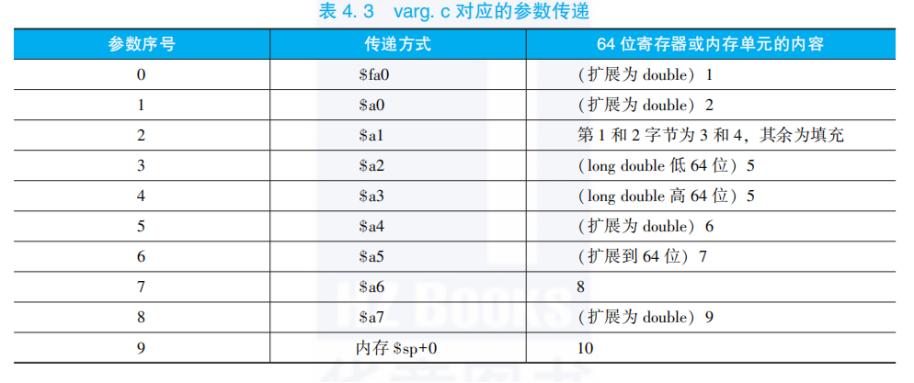 表 4. 3 varg. c 对应的参数传递
参数序号 传递方式 64 位寄存器或内存单元的内容
0 $fa0 (扩展为 double) 1
1 $a0 (扩展为 double) 2
2 $a1 第 1 和 2 字节为 3 和 4，其余为填充
3 $a2 (long double 低 64 位) 5
4 $a3 (long double 高 64 位) 5
5 $a4 (扩展为 double) 6
6 $a5 (扩展到 64 位) 7
7 $a6 8
8 $a7 (扩展为 double) 9
9 内存 $sp+0 10
HZ Books